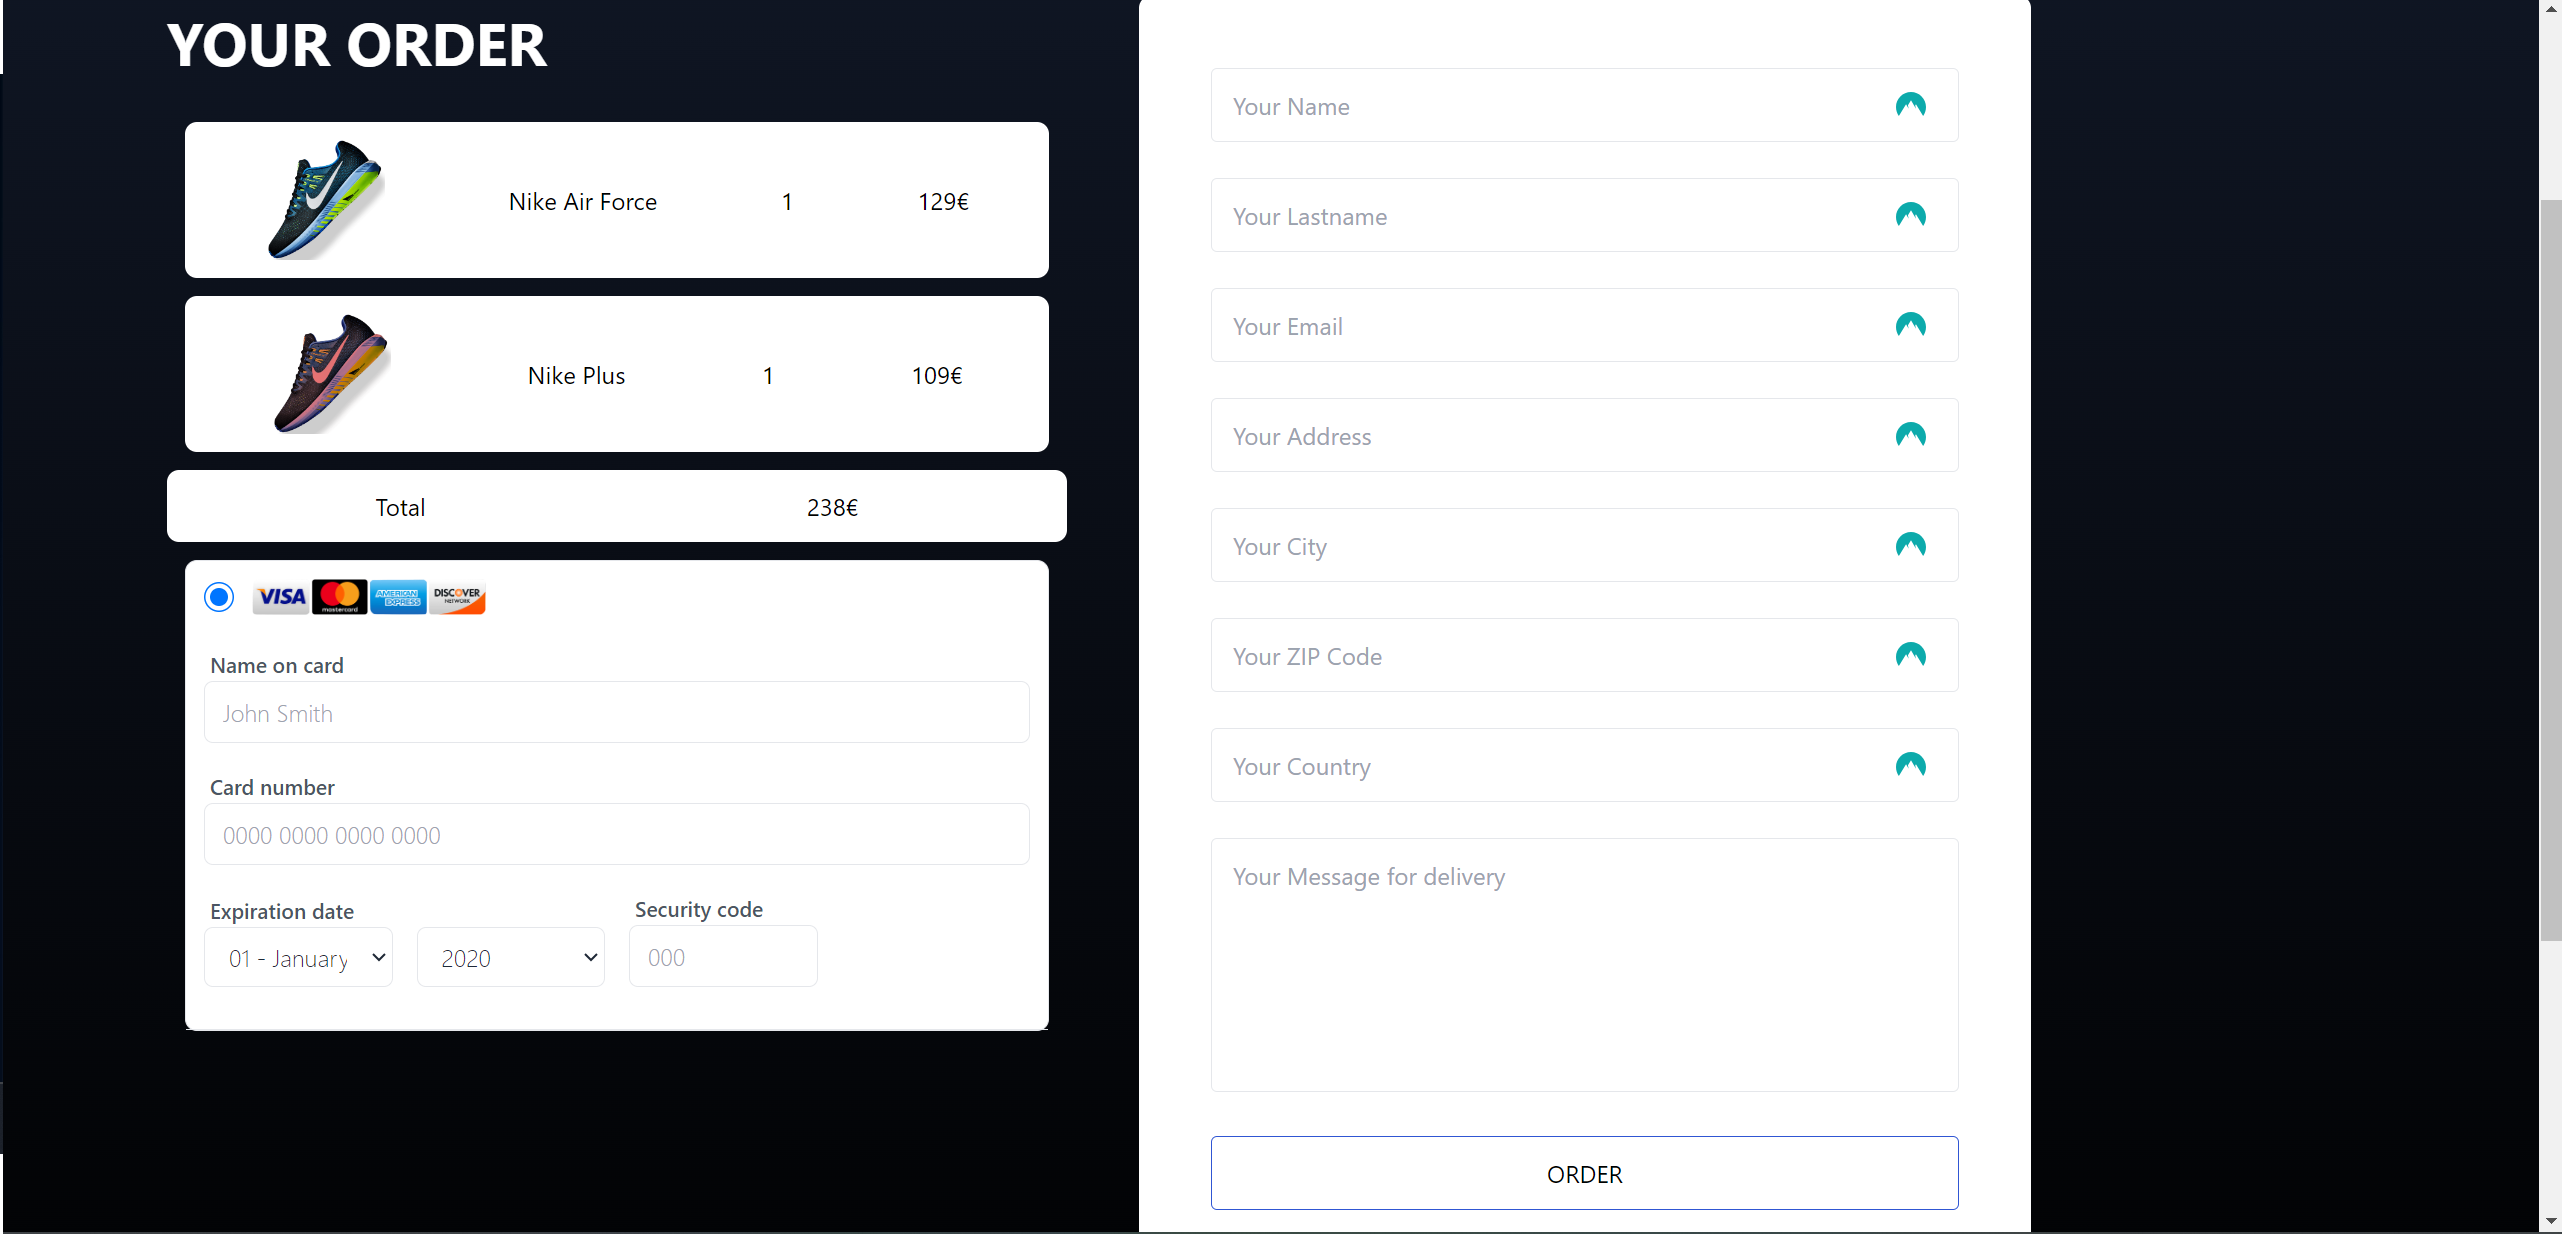 YOUR ORDER
Nike Air Force 1 129€
Nike Plus 1 109€
Total 238€
VISA mastercard AMERICAN EXPRESS DISCOVER NETWORK
Name on card
John Smith
Card number
0000 0000 0000 0000
Expiration date Security code
01 - January 2020 000
Your Name
Your Lastname
Your Email
Your Address
Your City
Your ZIP Code
Your Country
Your Message for delivery
ORDER